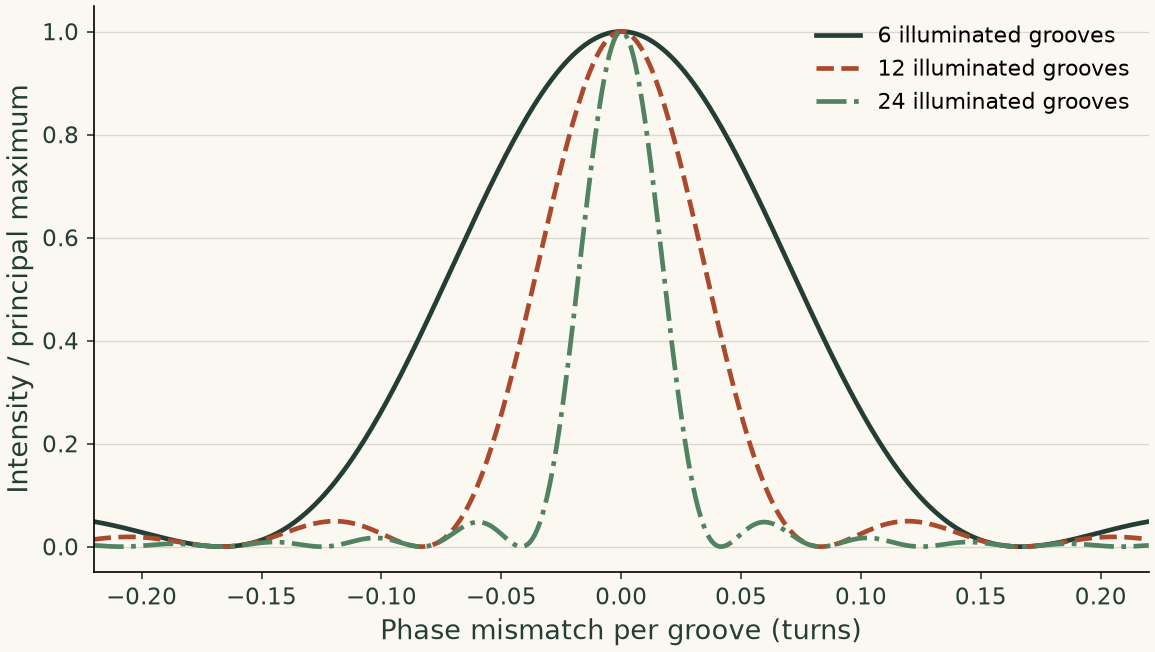 Intensity / principal maximum
1.0
0.8
0.6
0.4
0.2
0.0
6 illuminated grooves
12 illuminated grooves
24 illuminated grooves
−0.20 −0.15 −0.10 −0.05 0.00 0.05 0.10 0.15 0.20
Phase mismatch per groove (turns)